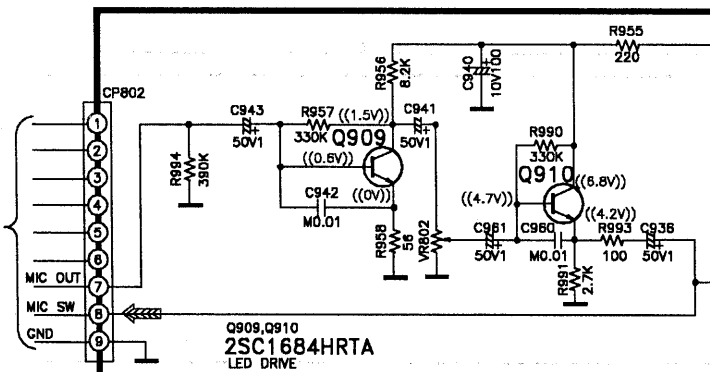 CP802
1
2
3
4
5
6
MIC OUT 7
MIC SW 8
GND 9
R994
390K
C943
50V1
R957
330K
((1.5V))
Q909
((0.6V))
((0V))
C942
M0.01
R956
8.2K
C941
50V1
R958
56
VR802
C940
10V100
R955
220
R990
330K
Q910
((6.8V))
((4.7V))
((4.2V))
C961
50V1
C960
M0.01
R993
100
C936
50V1
R991
2.7K
Q909,Q910
2SC1684HRTA
LED DRIVE